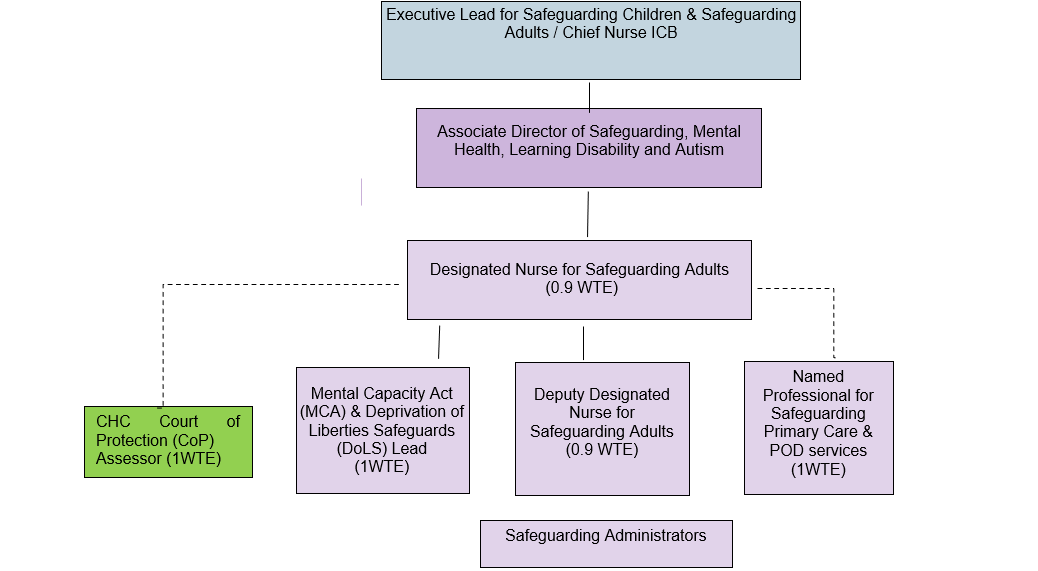 Executive Lead for Safeguarding Children & Safeguarding
Adults / Chief Nurse ICB
Associate Director of Safeguarding, Mental
Health, Learning Disability and Autism
Designated Nurse for Safeguarding Adults
(0.9 WTE)
CHC Court of
Protection (CoP)
Assessor (1WTE)
Mental Capacity Act
(MCA) & Deprivation of
Liberties Safeguards
(DoLS) Lead
(1WTE)
Deputy Designated
Nurse for
Safeguarding Adults
(0.9 WTE)
Named
Professional for
Safeguarding
Primary Care &
POD services
(1WTE)
Safeguarding Administrators